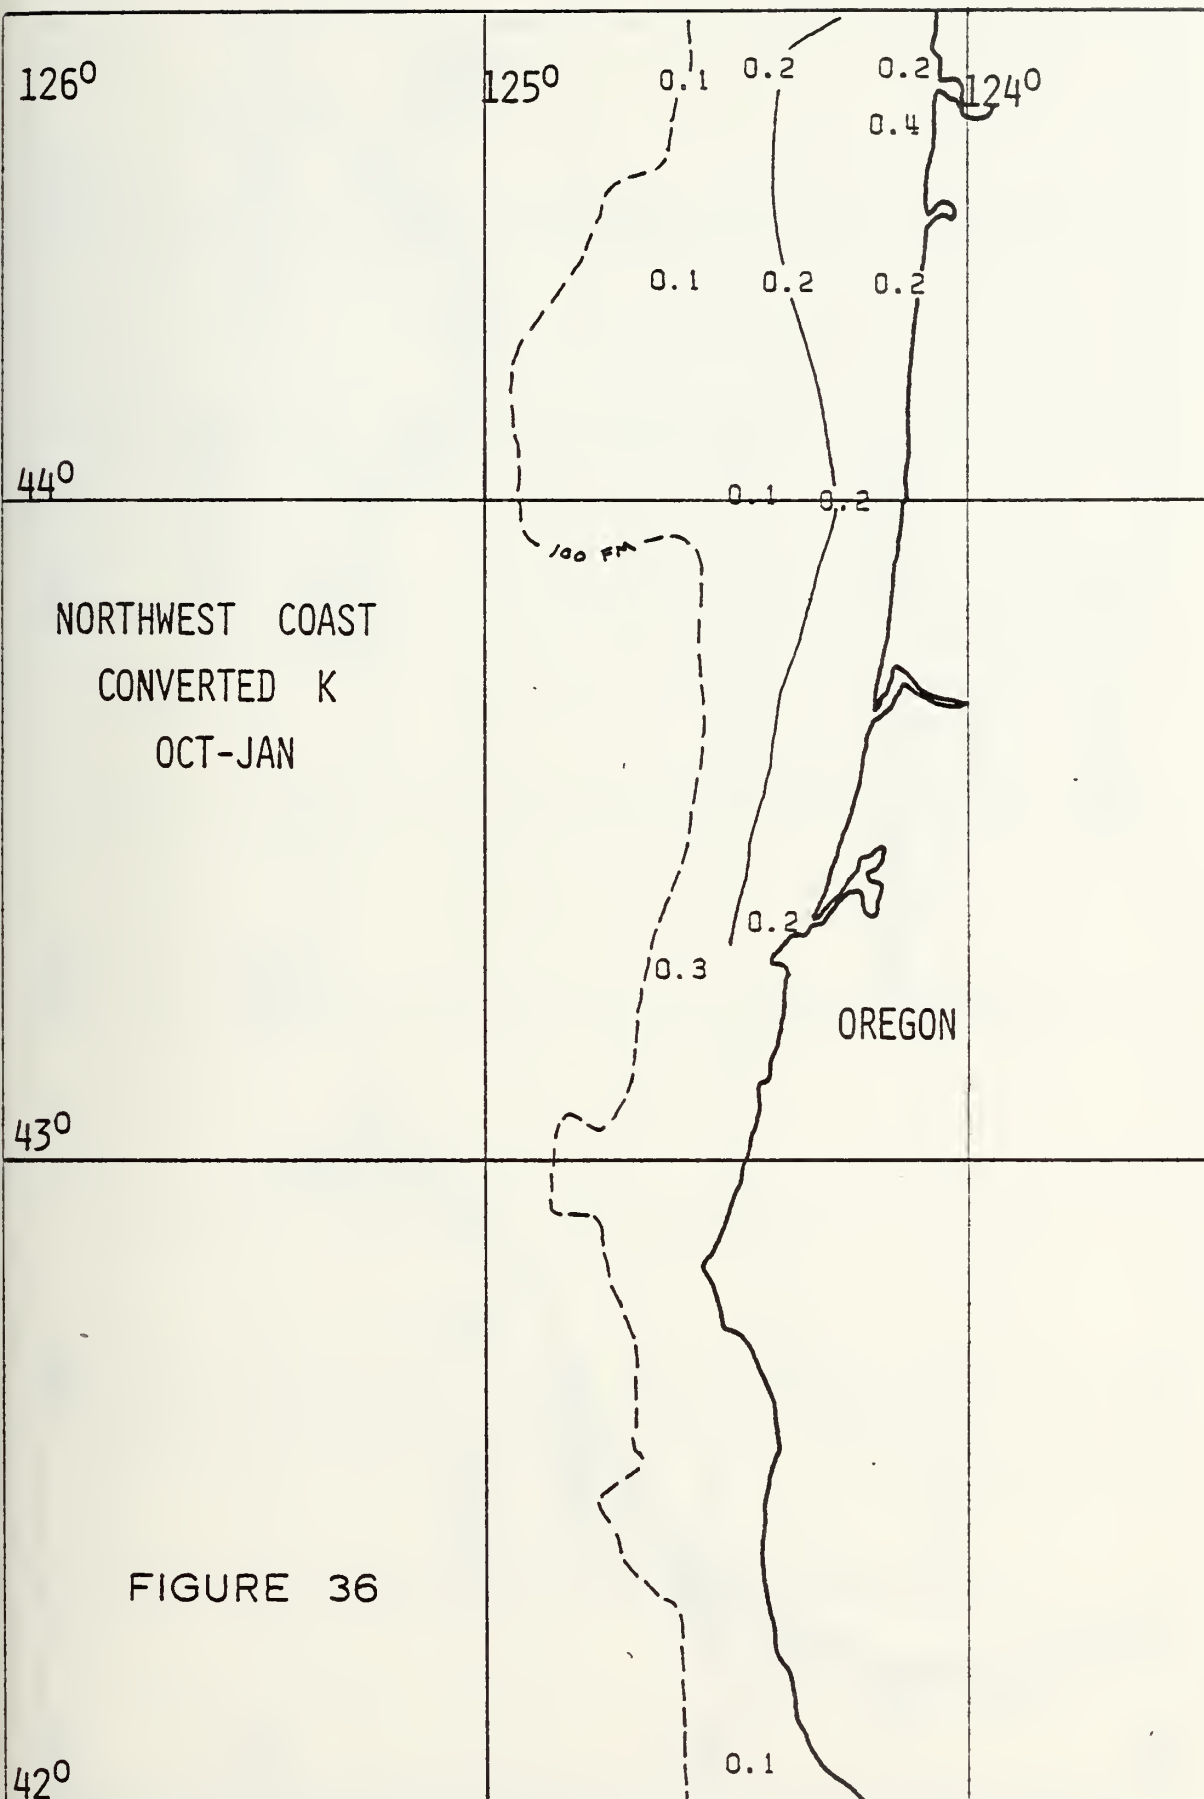 126⁰ 125⁰ 0.1 0.2 0.2 124⁰
0.4
0.1 0.2 0.2
44⁰ 0.1 0.2
100 FM
NORTHWEST COAST
CONVERTED K
OCT-JAN
0.2
0.3
OREGON
43⁰
FIGURE 36
0.1
42⁰